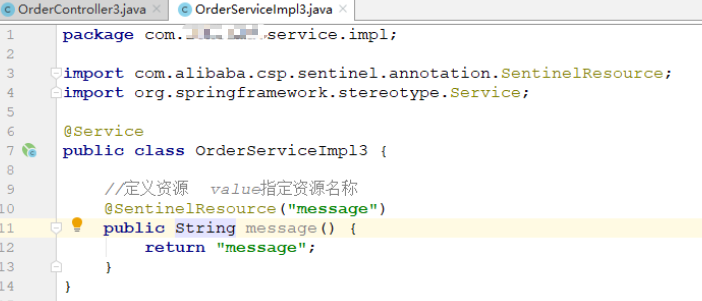 OrderController3.java × OrderServiceImpl3.java ×
1 package com. service.impl;
2
3 import com.alibaba.csp.sentinel.annotation.SentinelResource;
4 import org.springframework.stereotype.Service;
5
6 @Service
7 public class OrderServiceImpl3 {
8
9 //定义资源 value指定资源名称
10 @SentinelResource("message")
11 public String message() {
12 return "message";
13 }
14 }